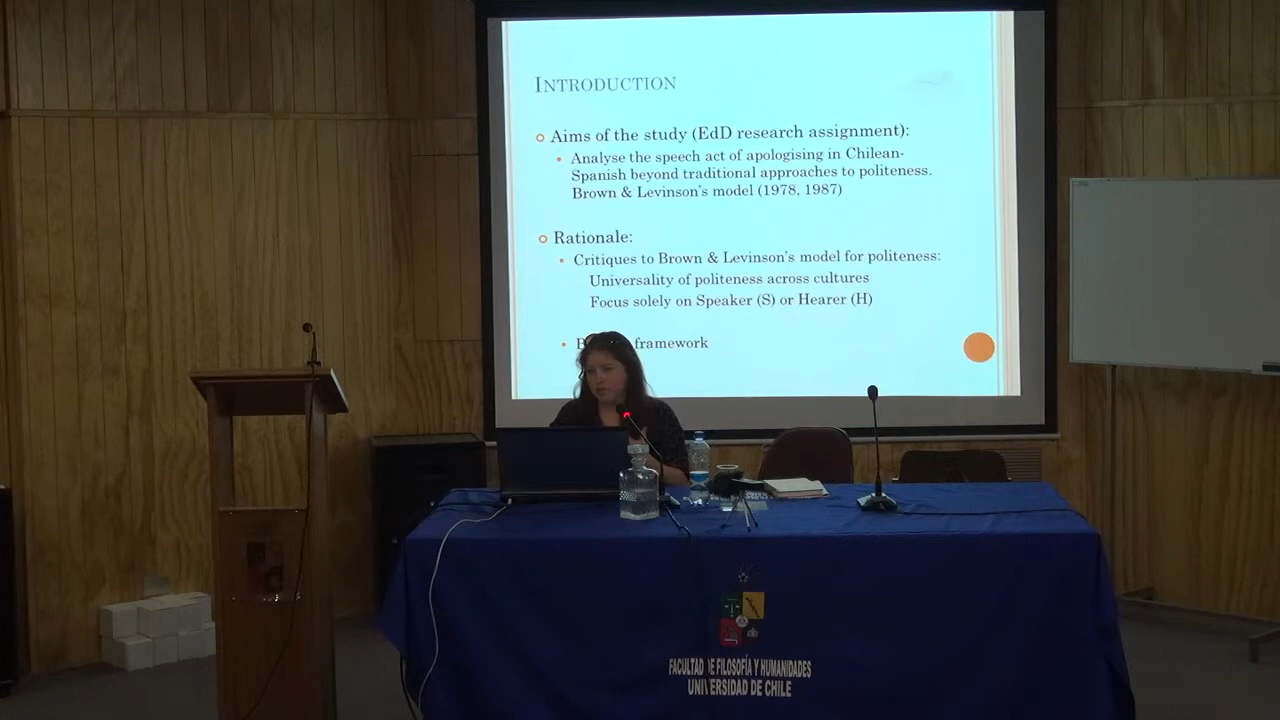 INTRODUCTION
Aims of the study (EdD research assignment):
Analyse the speech act of apologising in Chilean-
Spanish beyond traditional approaches to politeness.
Brown & Levinson's model (1978, 1987)
Rationale:
Critiques to Brown & Levinson's model for politeness:
Universality of politeness across cultures
Focus solely on Speaker (S) or Hearer (H)
framework
FACULTAD DE FILOSOFÍA Y HUMANIDADES
UNIVERSIDAD DE CHILE